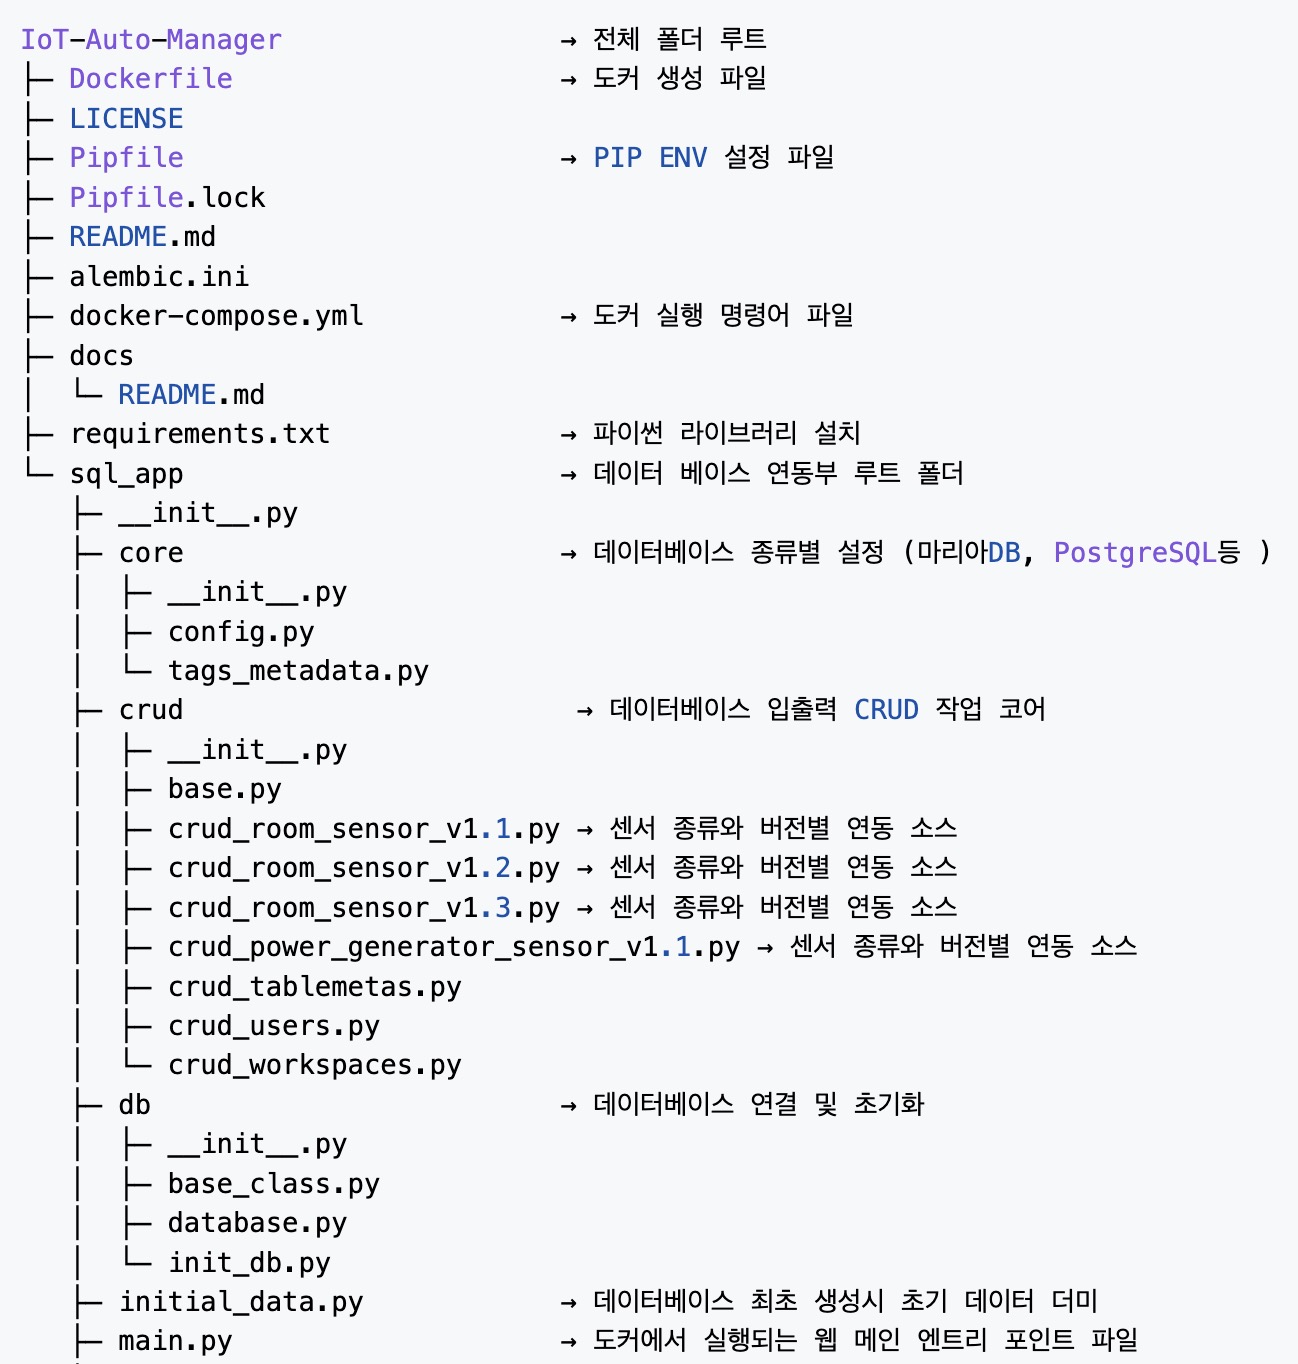 IoT-Auto-Manager → 전체 폴더 루트
├─ Dockerfile → 도커 생성 파일
├─ LICENSE
├─ Pipfile → PIP ENV 설정 파일
├─ Pipfile.lock
├─ README.md
├─ alembic.ini
├─ docker-compose.yml → 도커 실행 명령어 파일
├─ docs
│  └─ README.md
├─ requirements.txt → 파이썬 라이브러리 설치
└─ sql_app → 데이터 베이스 연동부 루트 폴더
   ├─ __init__.py
   ├─ core → 데이터베이스 종류별 설정 (마리아DB, PostgreSQL등 )
   │  ├─ __init__.py
   │  ├─ config.py
   │  └─ tags_metadata.py
   ├─ crud → 데이터베이스 입출력 CRUD 작업 코어
   │  ├─ __init__.py
   │  ├─ base.py
   │  ├─ crud_room_sensor_v1.1.py → 센서 종류와 버전별 연동 소스
   │  ├─ crud_room_sensor_v1.2.py → 센서 종류와 버전별 연동 소스
   │  ├─ crud_room_sensor_v1.3.py → 센서 종류와 버전별 연동 소스
   │  ├─ crud_power_generator_sensor_v1.1.py → 센서 종류와 버전별 연동 소스
   │  ├─ crud_tablemetas.py
   │  ├─ crud_users.py
   │  └─ crud_workspaces.py
   ├─ db → 데이터베이스 연결 및 초기화
   │  ├─ __init__.py
   │  ├─ base_class.py
   │  ├─ database.py
   │  └─ init_db.py
   ├─ initial_data.py → 데이터베이스 최초 생성시 초기 데이터 더미
   ├─ main.py → 도커에서 실행되는 웹 메인 엔트리 포인트 파일